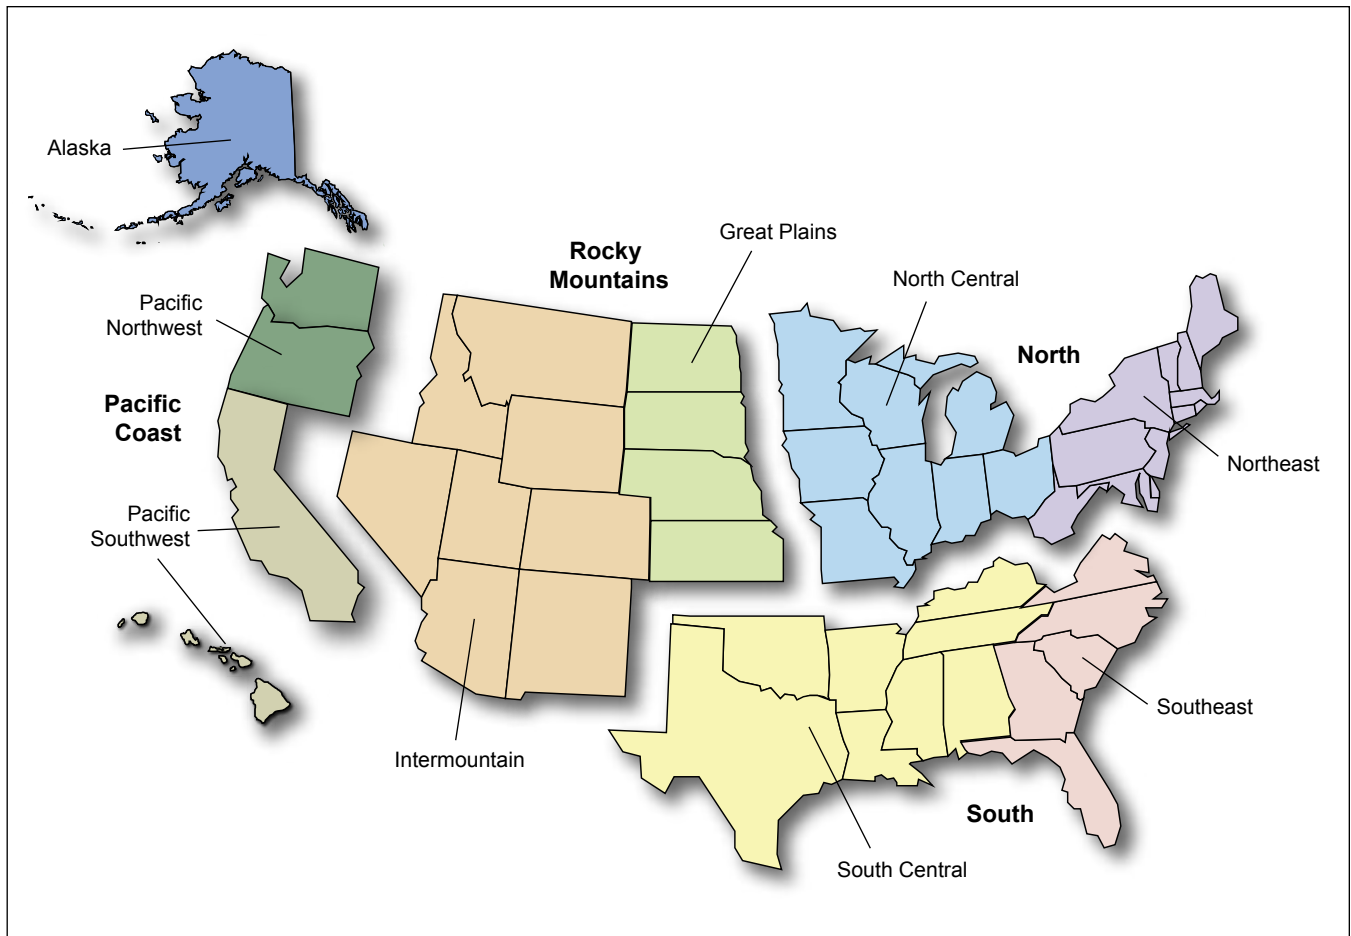 Alaska
Great Plains
Rocky
Mountains
North Central
Pacific
Northwest
North
Pacific
Coast
Northeast
Pacific
Southwest
Southeast
Intermountain
South
South Central